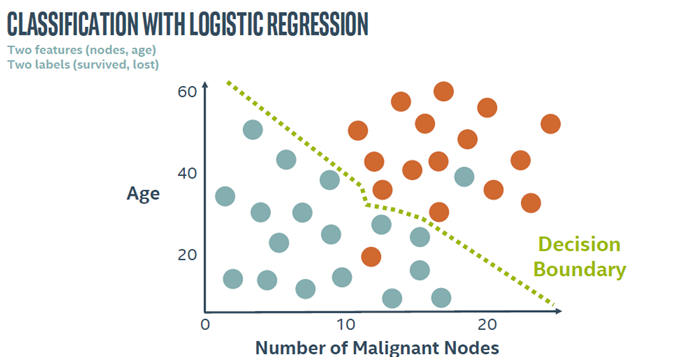 CLASSIFICATION WITH LOGISTIC REGRESSION
Two features (nodes, age)
Two labels (survived, lost)
60
40
Age
20
Decision
Boundary
0
10
20
Number of Malignant Nodes